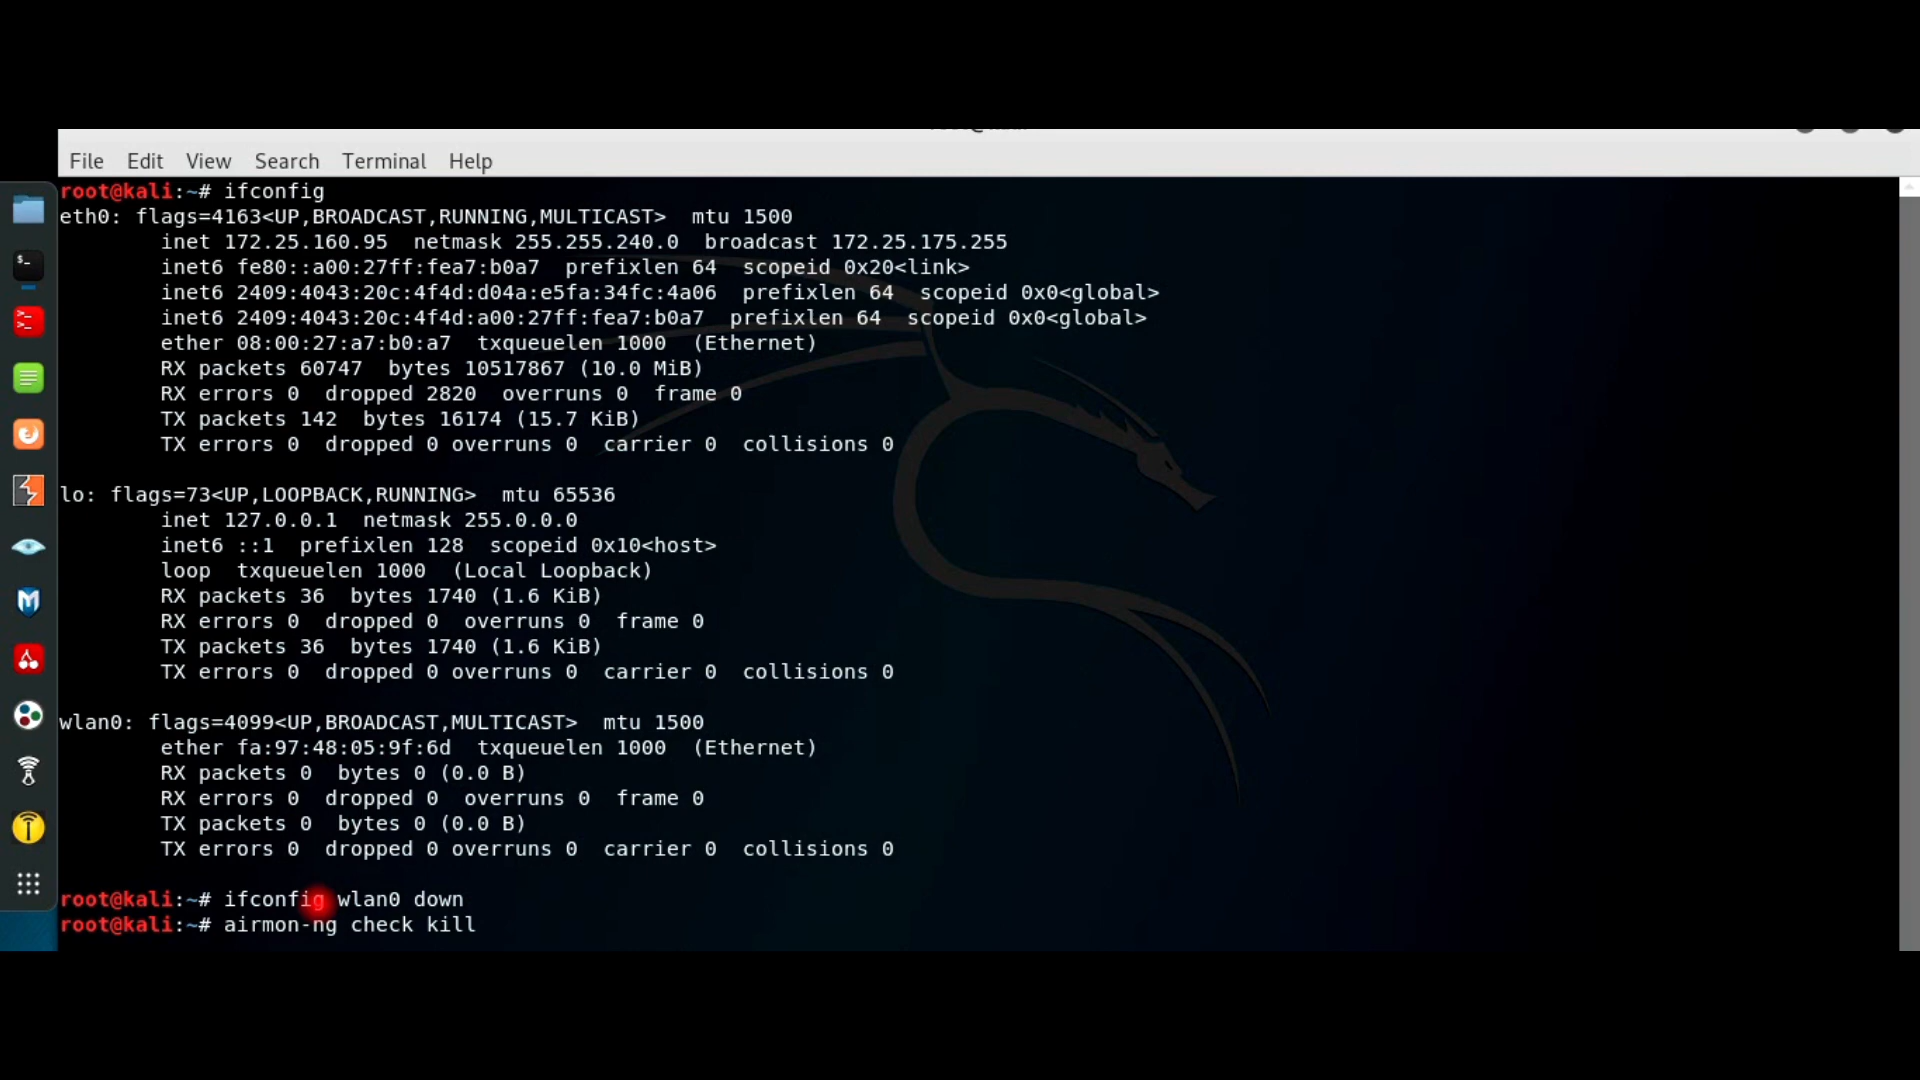 File Edit View Search Terminal Help
root@kali:~# ifconfig
eth0: flags=4163<UP,BROADCAST,RUNNING,MULTICAST>  mtu 1500
        inet 172.25.160.95  netmask 255.255.240.0  broadcast 172.25.175.255
        inet6 fe80::a00:27ff:fea7:b0a7  prefixlen 64  scopeid 0x20<link>
        inet6 2409:4043:20c:4f4d:d04a:e5fa:34fc:4a06  prefixlen 64  scopeid 0x0<global>
        inet6 2409:4043:20c:4f4d:a00:27ff:fea7:b0a7  prefixlen 64  scopeid 0x0<global>
        ether 08:00:27:a7:b0:a7  txqueuelen 1000  (Ethernet)
        RX packets 60747  bytes 10517867 (10.0 MiB)
        RX errors 0  dropped 2820  overruns 0  frame 0
        TX packets 142  bytes 16174 (15.7 KiB)
        TX errors 0  dropped 0 overruns 0  carrier 0  collisions 0
lo: flags=73<UP,LOOPBACK,RUNNING>  mtu 65536
        inet 127.0.0.1  netmask 255.0.0.0
        inet6 ::1  prefixlen 128  scopeid 0x10<host>
        loop  txqueuelen 1000  (Local Loopback)
        RX packets 36  bytes 1740 (1.6 KiB)
        RX errors 0  dropped 0  overruns 0  frame 0
        TX packets 36  bytes 1740 (1.6 KiB)
        TX errors 0  dropped 0 overruns 0  carrier 0  collisions 0
wlan0: flags=4099<UP,BROADCAST,MULTICAST>  mtu 1500
        ether fa:97:48:05:9f:6d  txqueuelen 1000  (Ethernet)
        RX packets 0  bytes 0 (0.0 B)
        RX errors 0  dropped 0  overruns 0  frame 0
        TX packets 0  bytes 0 (0.0 B)
        TX errors 0  dropped 0 overruns 0  carrier 0  collisions 0
root@kali:~# ifconfig wlan0 down
root@kali:~# airmon-ng check kill